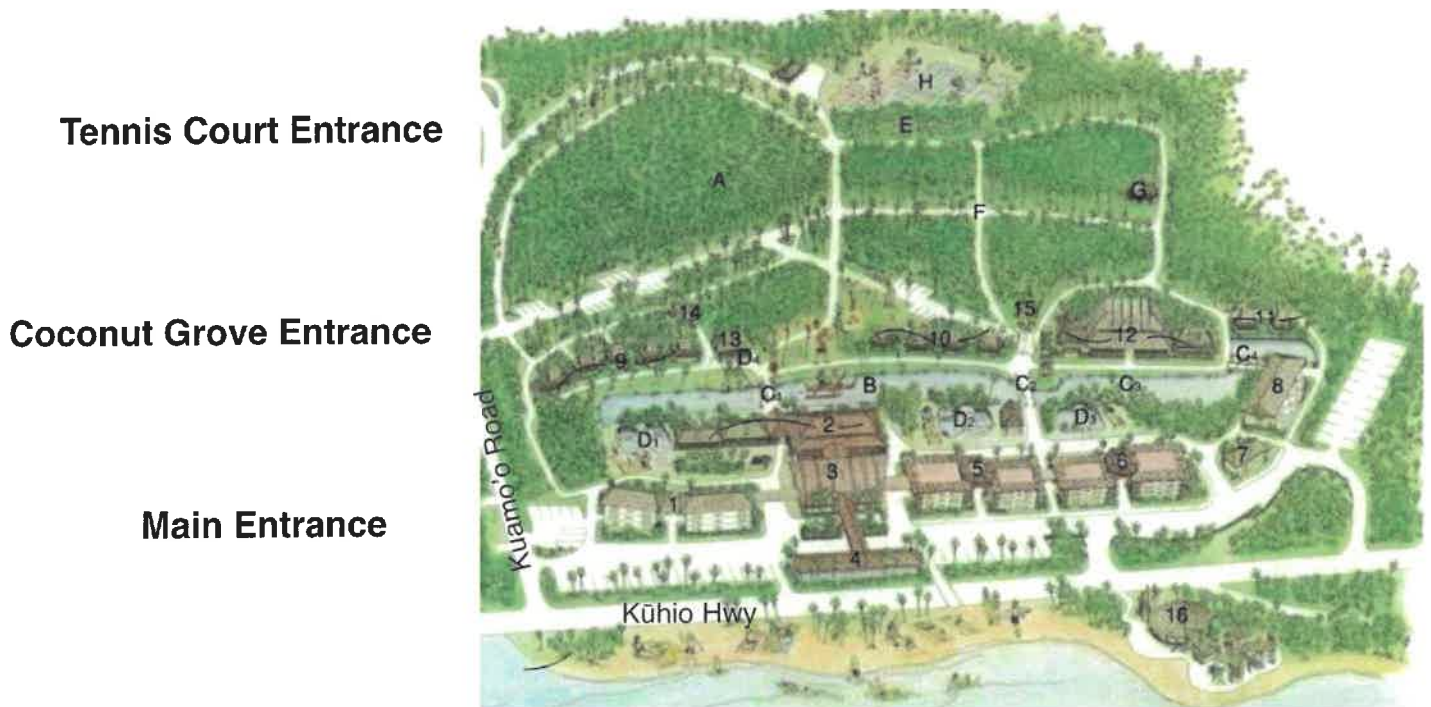 Tennis Court Entrance
Coconut Grove Entrance
Main Entrance
H
E
A
G
F
14
15
13
10
12
11
9
D4
C4
C1
B
C2
C3
8
D1
2
D2
D3
7
3
5
6
1
4
16
Kuamo'o Road
Kūhio Hwy